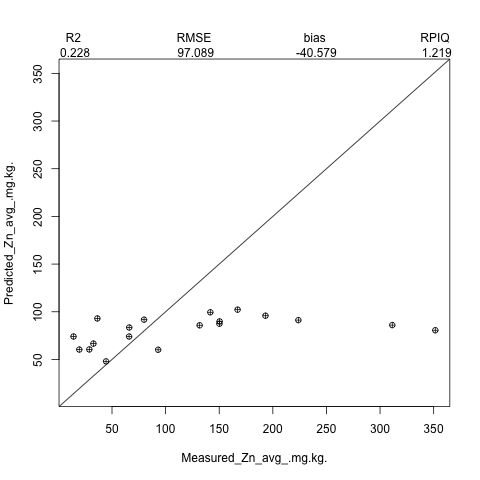 R2 RMSE bias RPIQ
0.228 97.089 -40.579 1.219
350
300
250
200
150
100
50
Predicted_Zn_avg_.mg.kg.
50 100 150 200 250 300 350
Measured_Zn_avg_.mg.kg.